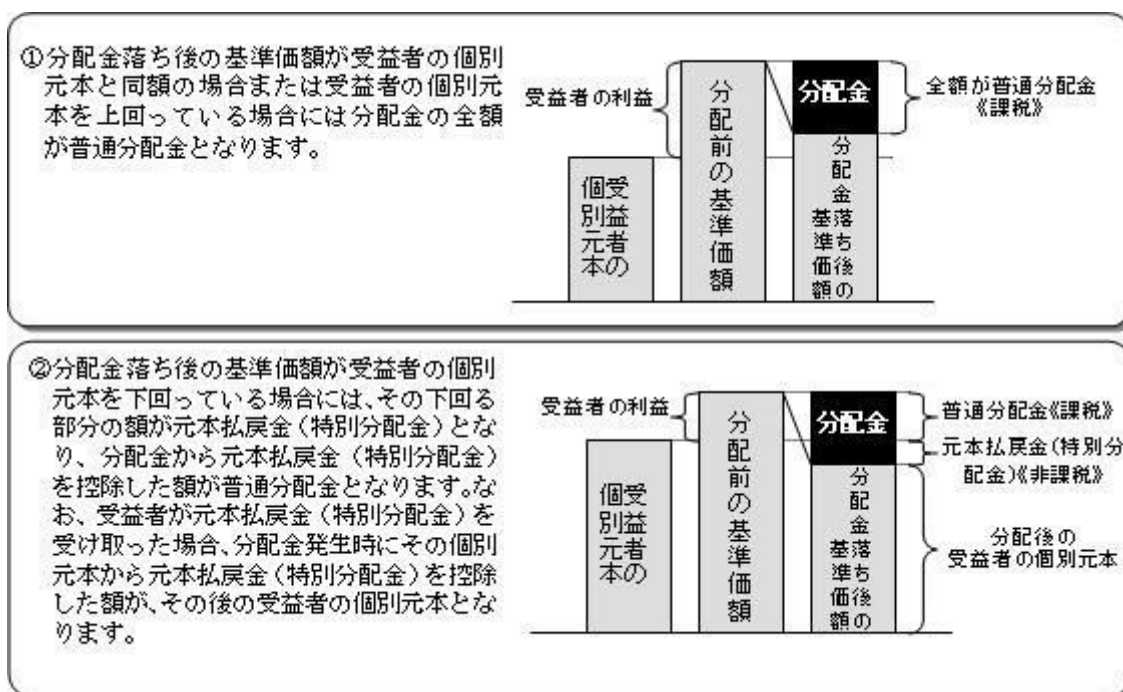 ①分配金落ち後の基準価額が受益者の個別
元本と同額の場合または受益者の個別元
本を上回っている場合には分配金の全額
が普通分配金となります。
受益者の利益
受益者の
個別元本
分配前の基準価額
分配金
分配金落ち後の
基準価額
全額が普通分配金
《課税》
②分配金落ち後の基準価額が受益者の個別
元本を下回っている場合には、その下回る
部分の額が元本払戻金（特別分配金）とな
り、分配金から元本払戻金（特別分配金）
を控除した額が普通分配金となります。な
お、受益者が元本払戻金（特別分配金）を
受け取った場合、分配金発生時にその個別
元本から元本払戻金（特別分配金）を控除
した額が、その後の受益者の個別元本とな
ります。
受益者の利益
受益者の
個別元本
分配前の基準価額
分配金
分配金落ち後の
基準価額
普通分配金《課税》
元本払戻金（特別分
配金）《非課税》
分配後の
受益者の個別元本